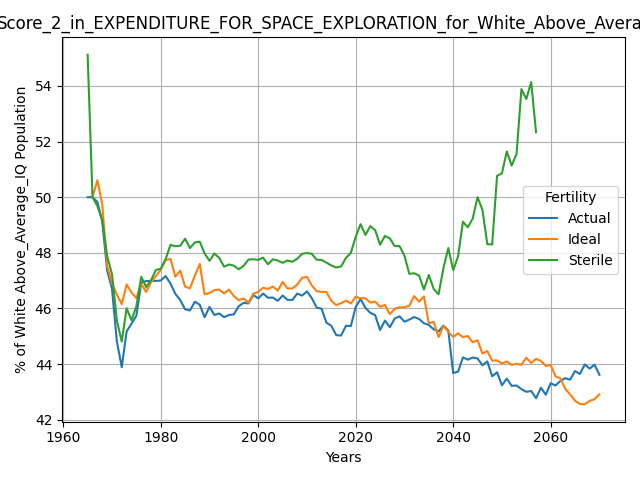 Score_2_in_EXPENDITURE_FOR_SPACE_EXPLORATION_for_White_Above_Avera
% of White Above_Average_IQ Population
54
52
50
48
46
44
42
Fertility
Actual
Ideal
Sterile
1960 1980 2000 2020 2040 2060
Years